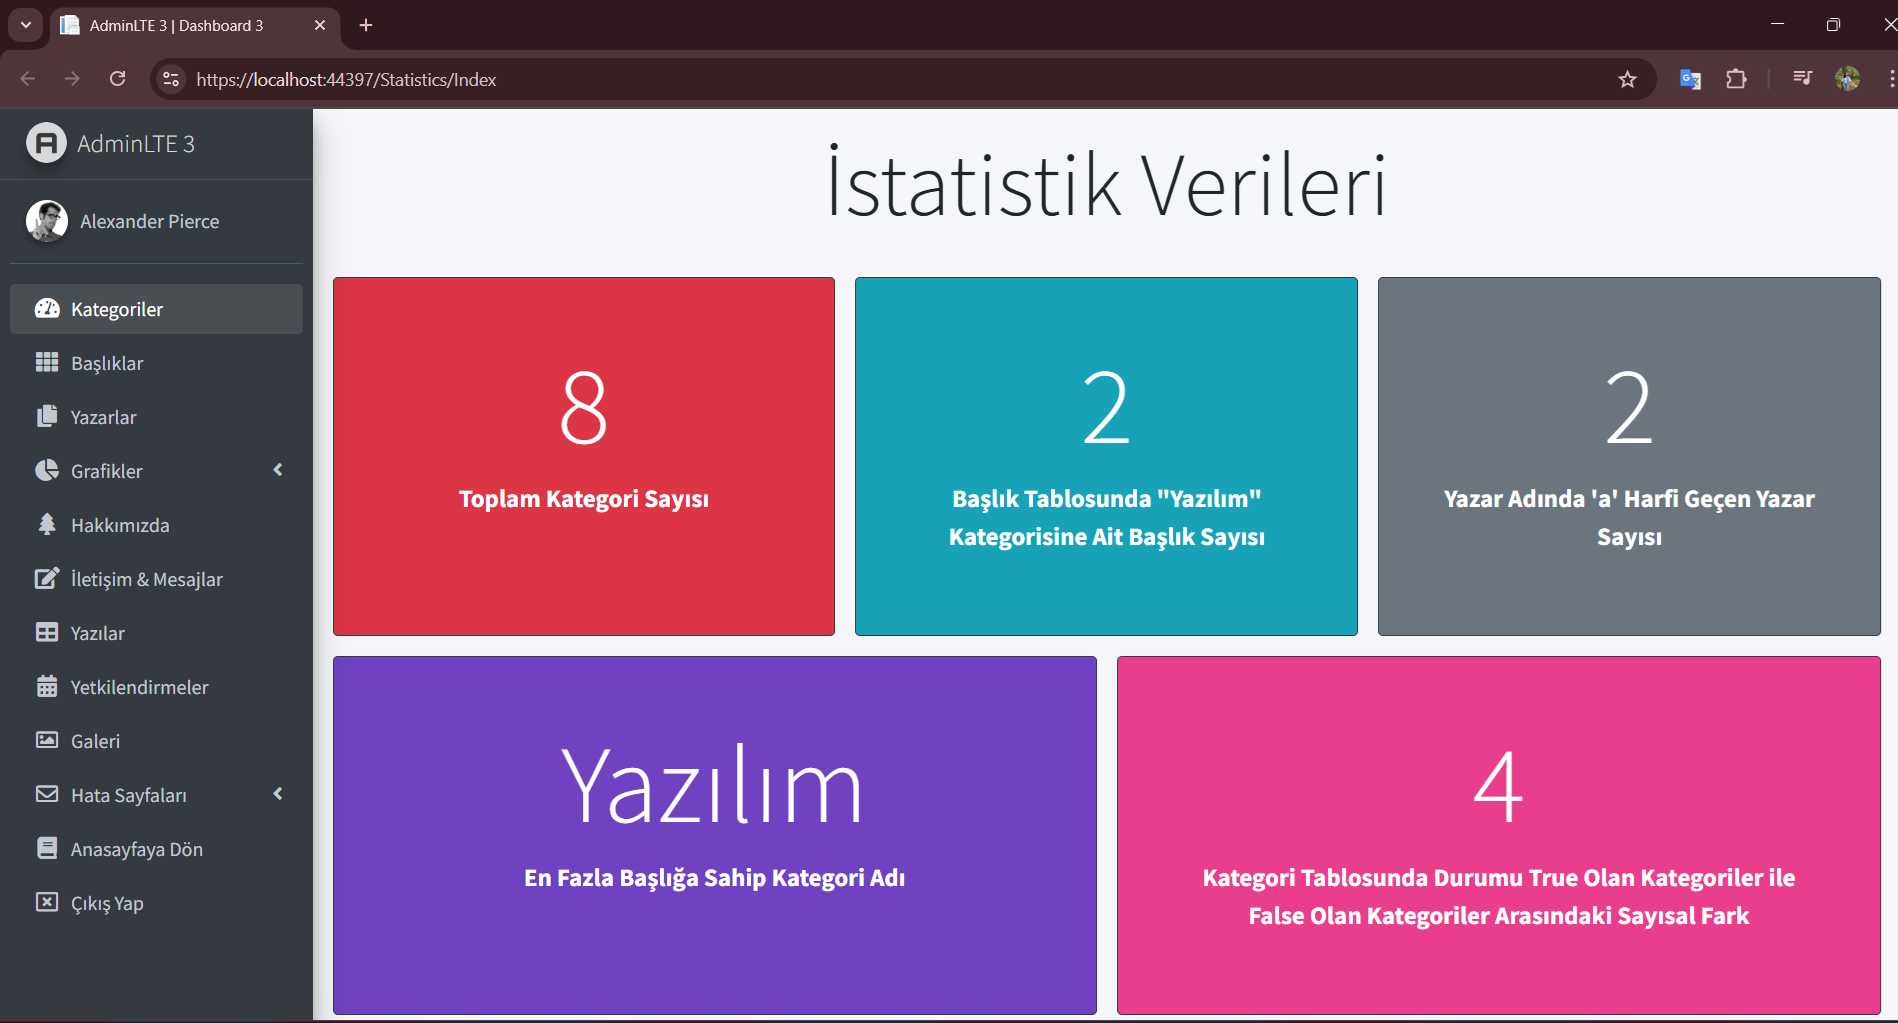 AdminLTE 3 | Dashboard 3
https://localhost:44397/Statistics/Index
AdminLTE 3
Alexander Pierce
Kategoriler
Başlıklar
Yazarlar
Grafikler
Hakkımızda
İletişim & Mesajlar
Yazılar
Yetkilendirmeler
Galeri
Hata Sayfaları
Anasayfaya Dön
Çıkış Yap
İstatistik Verileri
8
Toplam Kategori Sayısı
2
Başlık Tablosunda "Yazılım"
Kategorisine Ait Başlık Sayısı
2
Yazar Adında 'a' Harfi Geçen Yazar
Sayısı
Yazılım
En Fazla Başlığa Sahip Kategori Adı
4
Kategori Tablosunda Durumu True Olan Kategoriler ile
False Olan Kategoriler Arasındaki Sayısal Fark